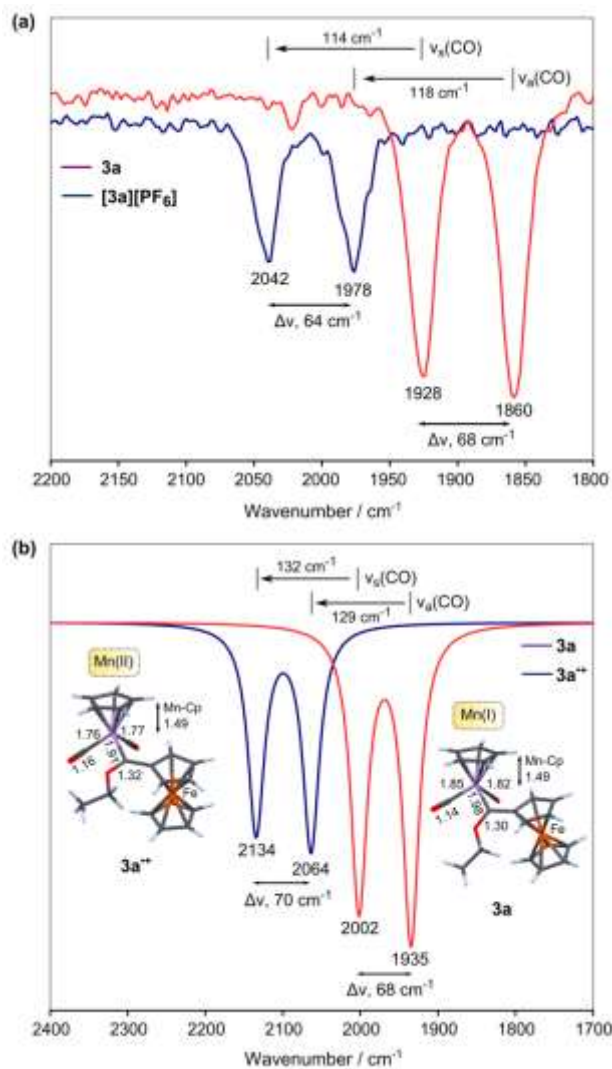 (a)
114 cm⁻¹
νs(CO)
νa(CO)
118 cm⁻¹
3a
[3a][PF₆]
2042
1978
Δν, 64 cm⁻¹
1928
1860
Δν, 68 cm⁻¹
2200 2150 2100 2050 2000 1950 1900 1850 1800
Wavenumber / cm⁻¹
(b)
132 cm⁻¹
νs(CO)
νa(CO)
129 cm⁻¹
3a
3a⁺•
Mn(II)
Mn-Cp
1.49
1.76
1.77
1.16
1.91
1.32
Fe
3a⁺•
Mn(I)
Mn-Cp
1.49
1.85
1.82
1.14
1.30
Fe
3a
2134
2064
Δν, 70 cm⁻¹
2002
1935
Δν, 68 cm⁻¹
2400 2300 2200 2100 2000 1900 1800 1700
Wavenumber / cm⁻¹